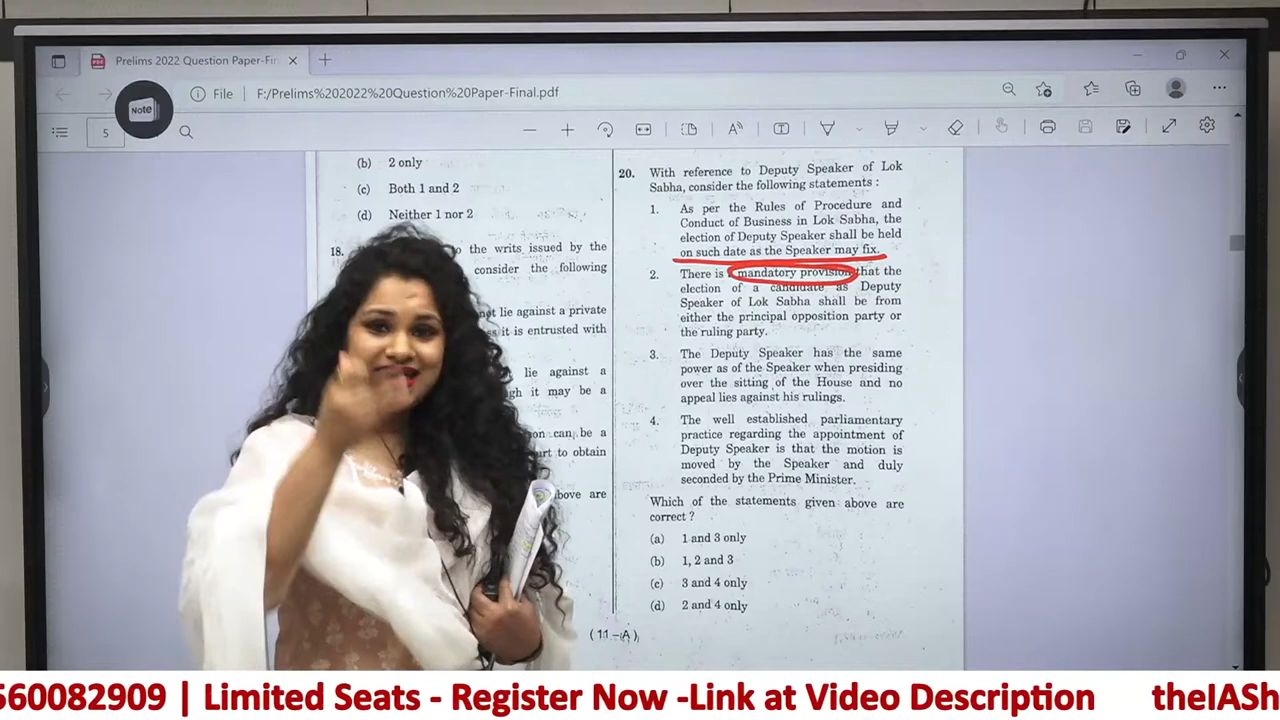 Prelims 2022 Question Paper-Fin
Note
File
F:/Prelims%202022%20Question%20Paper-Final.pdf
5
(b) 2 only
(c) Both 1 and 2
(d) Neither 1 nor 2
18.
the writs issued by the
consider the following
not lie against a private
it is entrusted with
lie against a
it may be a
can be a
to obtain
above are
20. With reference to Deputy Speaker of Lok
Sabha, consider the following statements :
1. As per the Rules of Procedure and
Conduct of Business in Lok Sabha, the
election of Deputy Speaker shall be held
on such date as the Speaker may fix.
2. There is mandatory provision that the
election of a candidate as Deputy
Speaker of Lok Sabha shall be from
either the principal opposition party or
the ruling party.
3. The Deputy Speaker has the same
power as of the Speaker when presiding
over the sitting of the House and no
appeal lies against his rulings.
4. The well established parliamentary
practice regarding the appointment of
Deputy Speaker is that the motion is
moved by the Speaker and duly
seconded by the Prime Minister.
Which of the statements given above are
correct ?
(a) 1 and 3 only
(b) 1, 2 and 3
(c) 3 and 4 only
(d) 2 and 4 only
(11–A)
560082909 | Limited Seats - Register Now -Link at Video Description theIASh